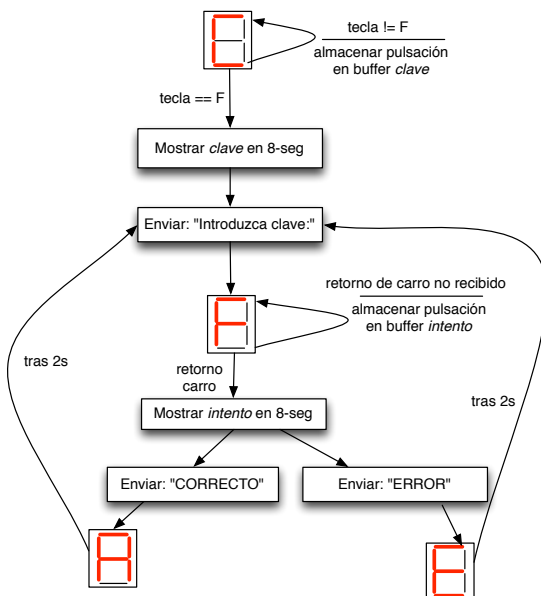 tecla != F
almacenar pulsación
en buffer clave
tecla == F
Mostrar clave en 8-seg
Enviar: "Introduzca clave:"
retorno de carro no recibido
almacenar pulsación
en buffer intento
tras 2s
retorno
carro
tras 2s
Mostrar intento en 8-seg
Enviar: "CORRECTO"
Enviar: "ERROR"